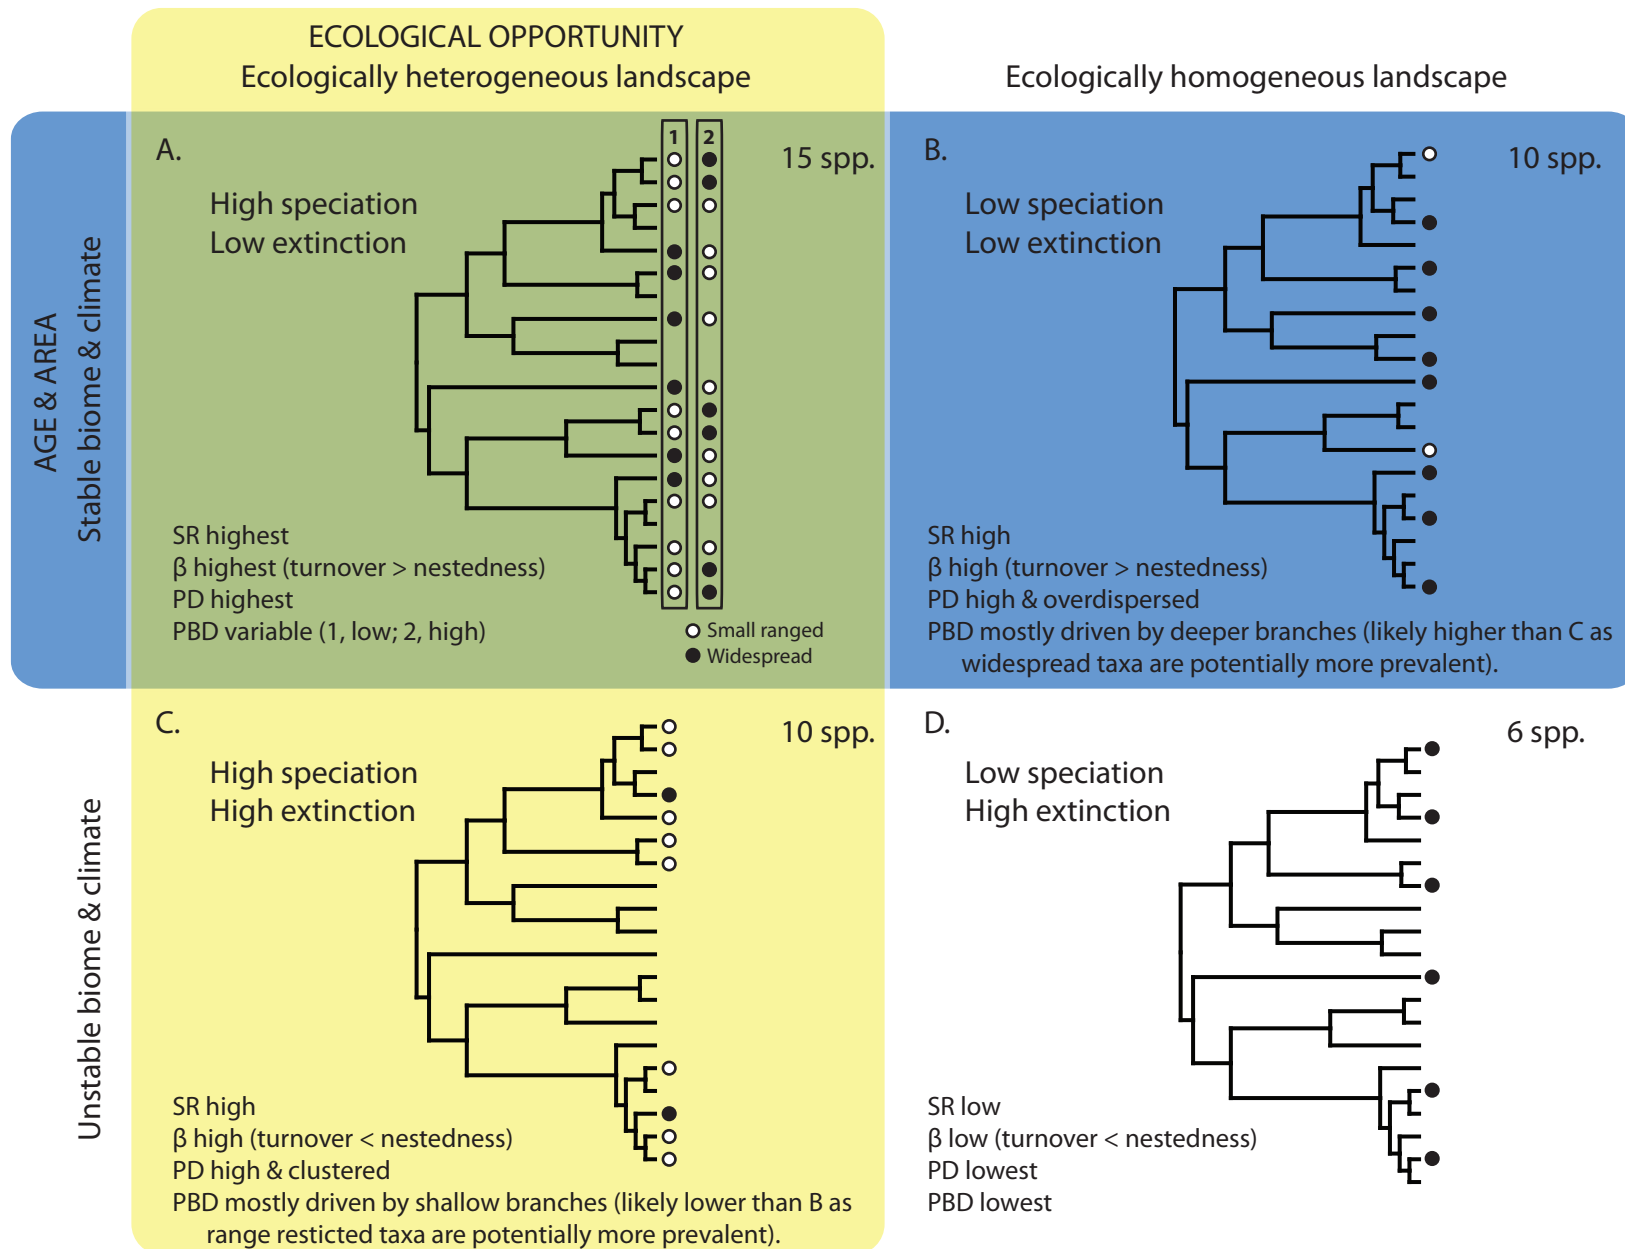 ECOLOGICAL OPPORTUNITY
Ecologically heterogeneous landscape
Ecologically homogeneous landscape
AGE & AREA
Stable biome & climate
A.
1
2
15 spp.
High speciation
Low extinction
SR highest
β highest (turnover > nestedness)
PD highest
PBD variable (1, low; 2, high)
Small ranged
Widespread
B.
10 spp.
Low speciation
Low extinction
SR high
β high (turnover > nestedness)
PD high & overdispersed
PBD mostly driven by deeper branches (likely higher than C as
widespread taxa are potentially more prevalent).
Unstable biome & climate
C.
10 spp.
High speciation
High extinction
SR high
β high (turnover < nestedness)
PD high & clustered
PBD mostly driven by shallow branches (likely lower than B as
range resticted taxa are potentially more prevalent).
D.
6 spp.
Low speciation
High extinction
SR low
β low (turnover < nestedness)
PD lowest
PBD lowest